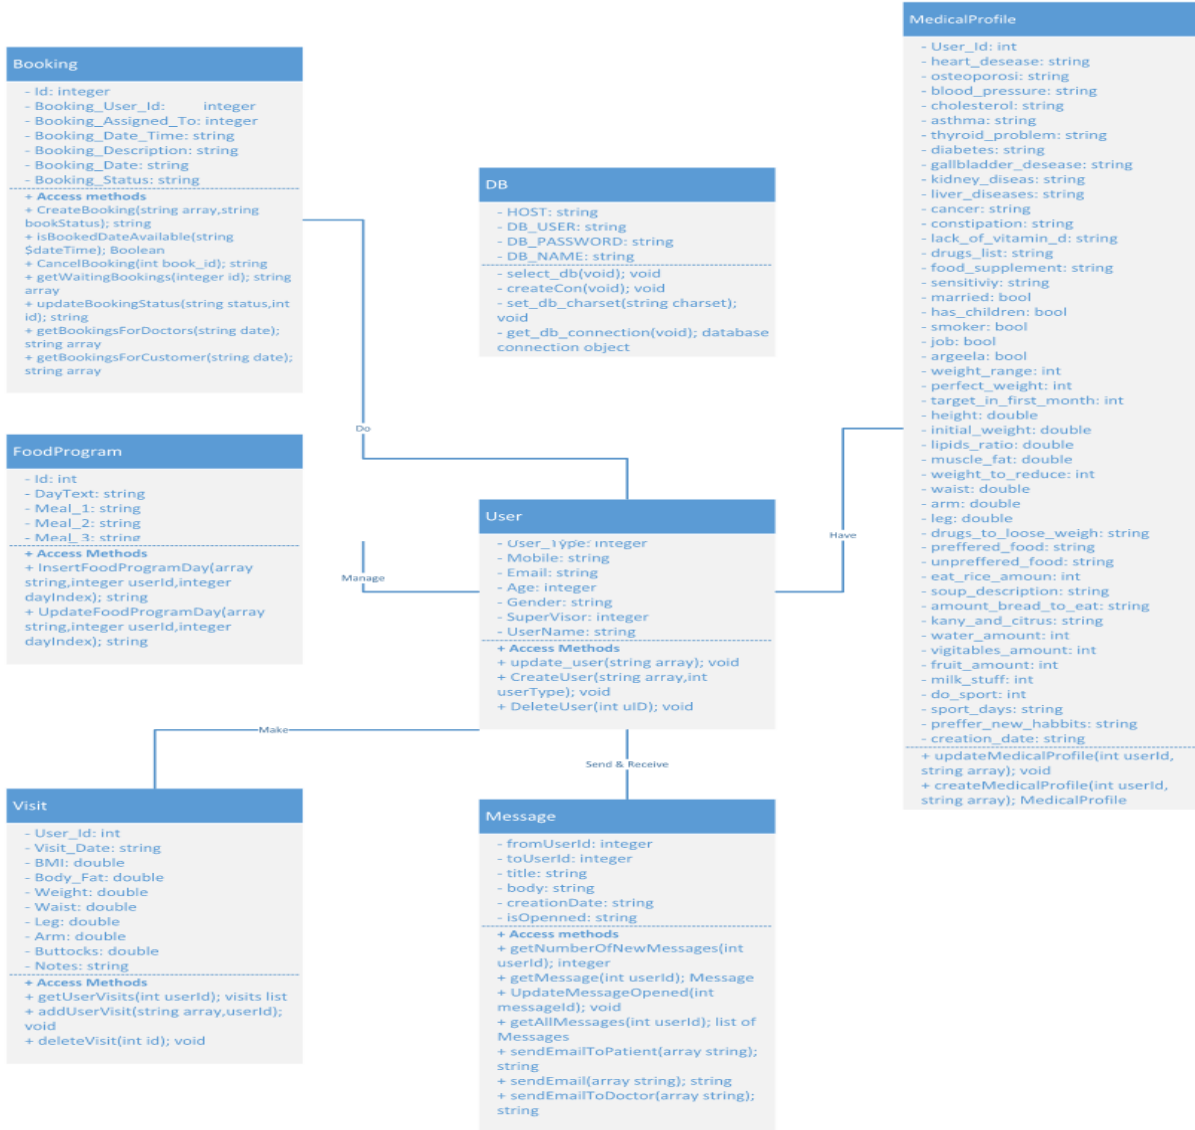 Booking
- Id: integer
- Booking_User_Id: integer
- Booking_Assigned_To: integer
- Booking_Date_Time: string
- Booking_Description: string
- Booking_Date: string
- Booking_Status: string
+ Access methods
+ CreateBooking(string array,string
bookStatus); string
+ isBookedDateAvailable(string
$dateTime); Boolean
+ CancelBooking(int book_id); string
+ getWaitingBookings(integer id); string
array
+ updateBookingStatus(string status,int
id); string
+ getBookingsForDoctors(string date);
string array
+ getBookingsForCustomer(string date);
string array
FoodProgram
- Id: int
- DayText: string
- Meal_1: string
- Meal_2: string
- Meal_3: string
+ Access Methods
+ InsertFoodProgramDay(array
string,integer userId,integer
dayIndex); string
+ UpdateFoodProgramDay(array
string,integer userId,integer
dayIndex); string
Visit
- User_Id: int
- Visit_Date: string
- BMI: double
- Body_Fat: double
- Weight: double
- Waist: double
- Leg: double
- Arm: double
- Buttocks: double
- Notes: string
+ Access Methods
+ getUserVisits(int userId); visits list
+ addUserVisit(string array,userId);
void
+ deleteVisit(int id); void
Do
Manage
Make
DB
- HOST: string
- DB_USER: string
- DB_PASSWORD: string
- DB_NAME: string
- select_db(void); void
- createCon(void); void
- set_db_charset(string charset);
void
- get_db_connection(void); database
connection object
User
- User_Type: integer
- Mobile: string
- Email: string
- Age: integer
- Gender: string
- SuperVisor: integer
- UserName: string
+ Access Methods
+ update_user(string array); void
+ CreateUser(string array,int
userType); void
+ DeleteUser(int uID); void
Send & Receive
Message
- fromUserId: integer
- toUserId: integer
- title: string
- body: string
- creationDate: string
- isOpenned: string
+ Access methods
+ getNumberOfNewMessages(int
userId); integer
+ getMessage(int userId); Message
+ UpdateMessageOpened(int
messageId); void
+ getAllMessages(int userId); list of
Messages
+ sendEmailToPatient(array string);
string
+ sendEmail(array string); string
+ sendEmailToDoctor(array string);
string
Have
MedicalProfile
- User_Id: int
- heart_desease: string
- osteoporosi: string
- blood_pressure: string
- cholesterol: string
- asthma: string
- thyroid_problem: string
- diabetes: string
- gallbladder_desease: string
- kidney_diseas: string
- liver_diseases: string
- cancer: string
- constipation: string
- lack_of_vitamin_d: string
- drugs_list: string
- food_supplement: string
- sensitiviy: string
- married: bool
- has_children: bool
- smoker: bool
- job: bool
- argeela: bool
- weight_range: int
- perfect_weight: int
- target_in_first_month: int
- height: double
- initial_weight: double
- lipids_ratio: double
- muscle_fat: double
- weight_to_reduce: int
- waist: double
- arm: double
- leg: double
- drugs_to_loose_weigh: string
- preffered_food: string
- unpreffered_food: string
- eat_rice_amoun: int
- soup_description: string
- amount_bread_to_eat: string
- kany_and_citrus: string
- water_amount: int
- vigitables_amount: int
- fruit_amount: int
- milk_stuff: int
- do_sport: int
- sport_days: string
- preffer_new_habbits: string
- creation_date: string
+ updateMedicalProfile(int userId,
string array); void
+ createMedicalProfile(int userId,
string array); MedicalProfile